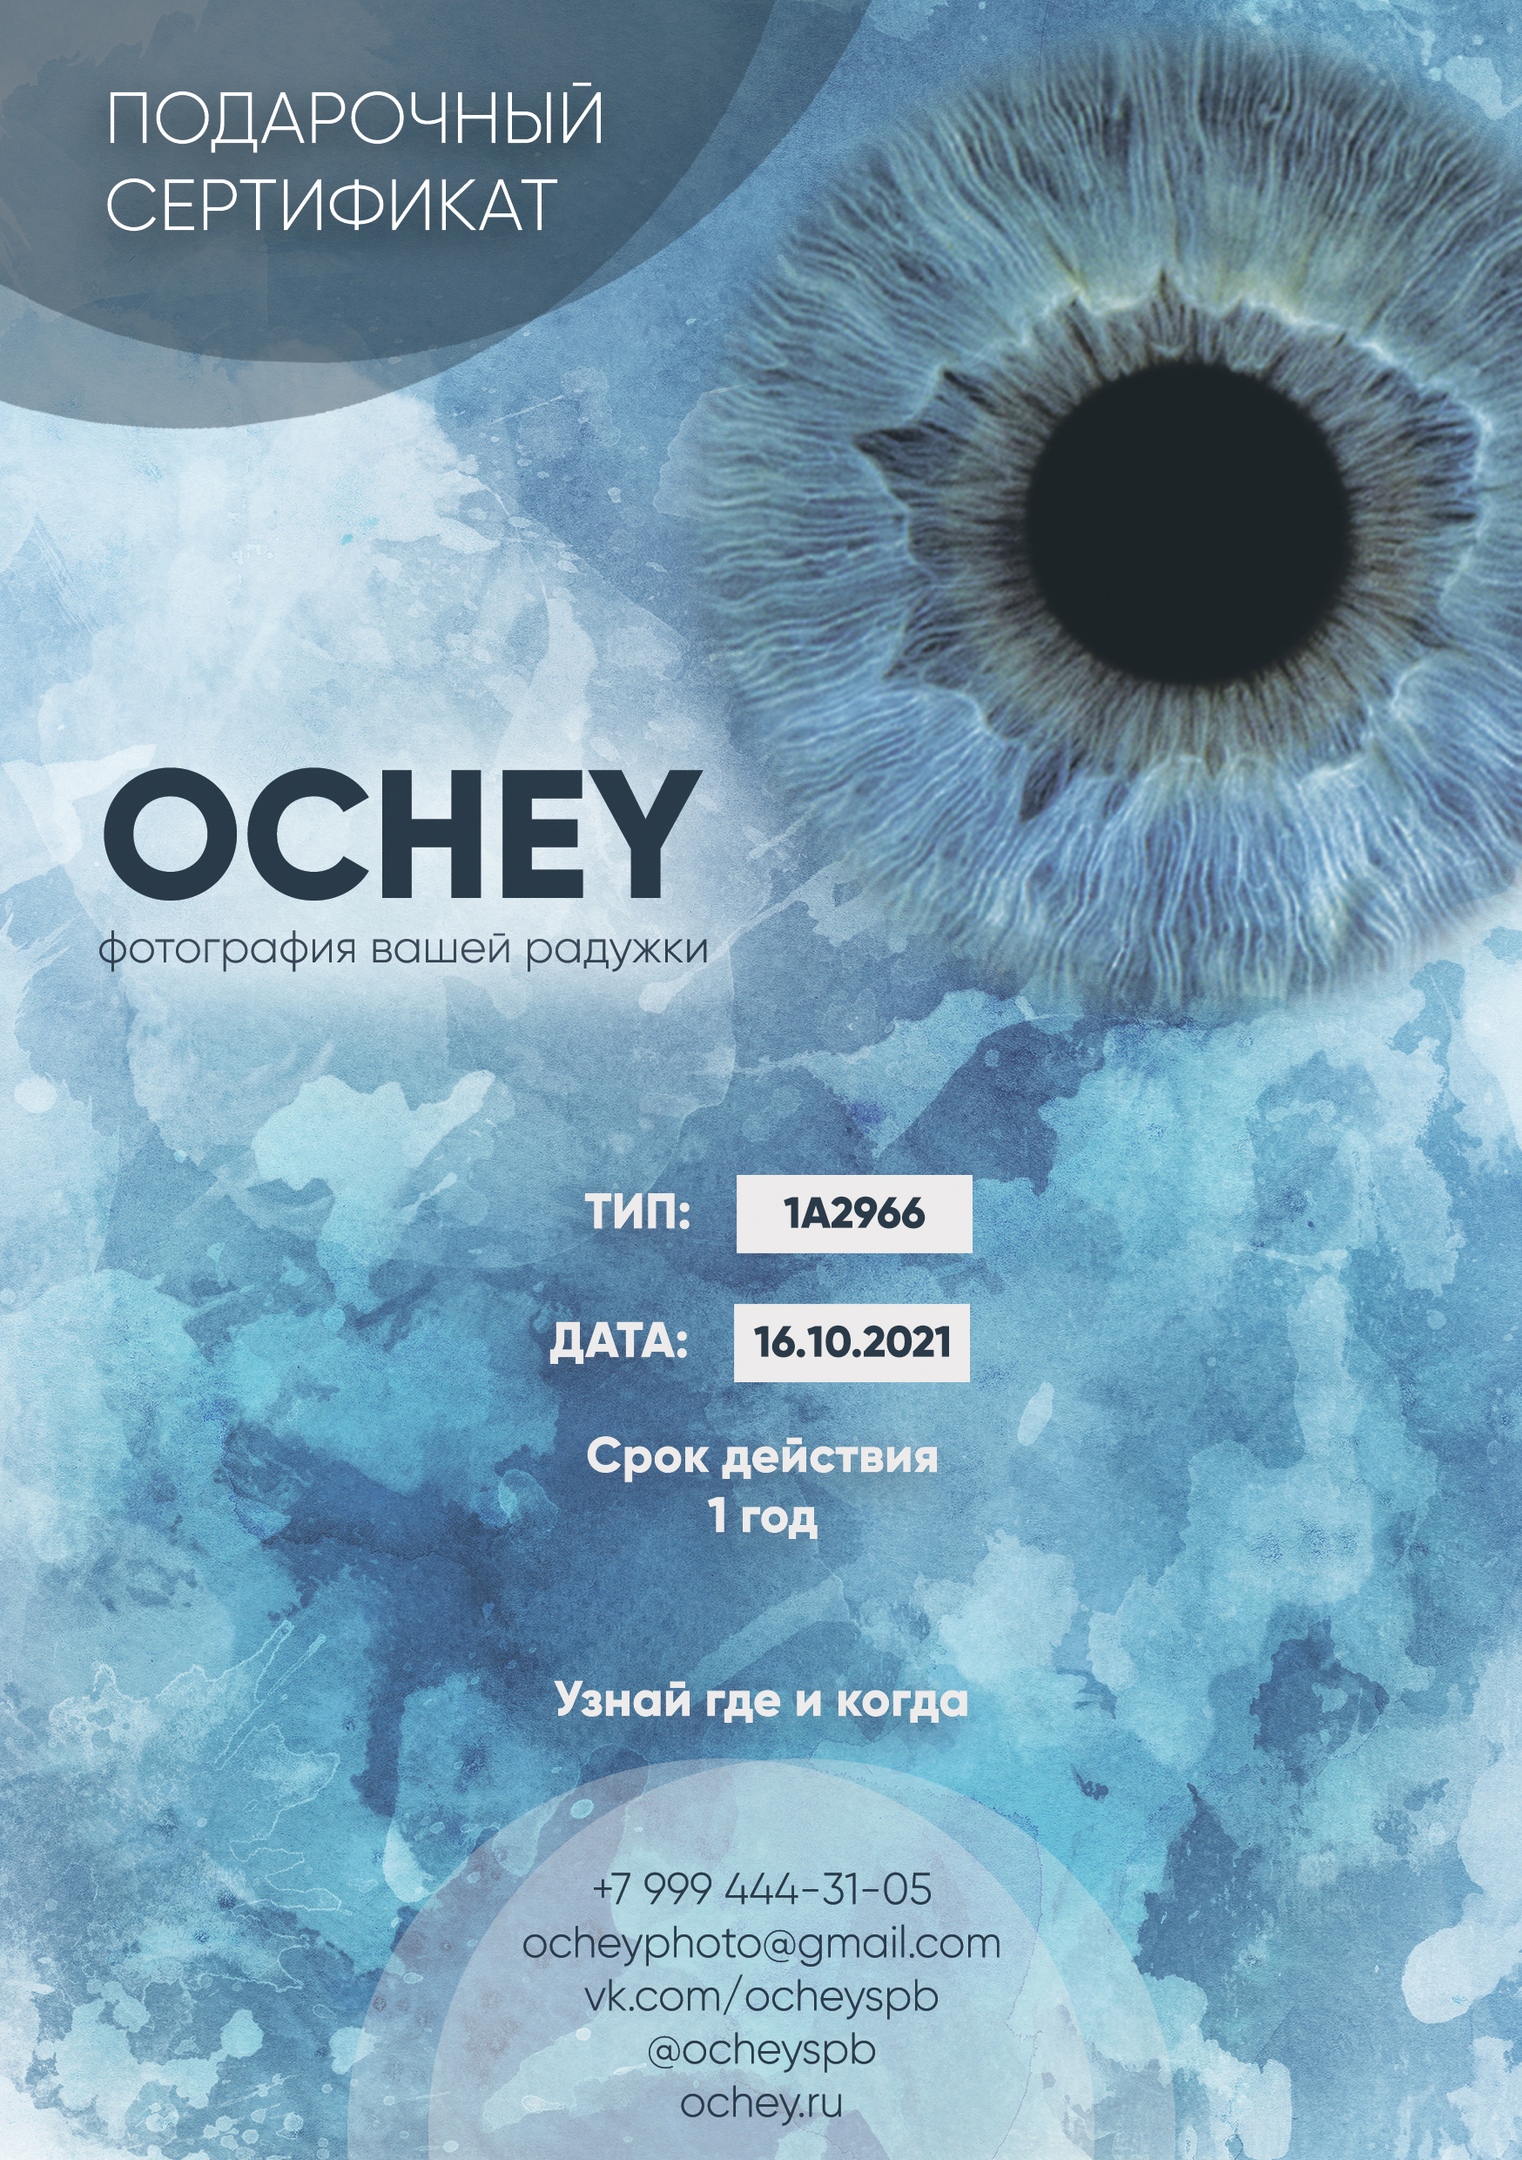 ПОДАРОЧНЫЙ
СЕРТИФИКАТ
OCHEY
фотография вашей радужки
ТИП: 1A2966
ДАТА: 16.10.2021
Срок действия
1 год
Узнай где и когда
+7 999 444-31-05
ocheyphoto@gmail.com
vk.com/ocheyspb
@ocheyspb
ochey.ru